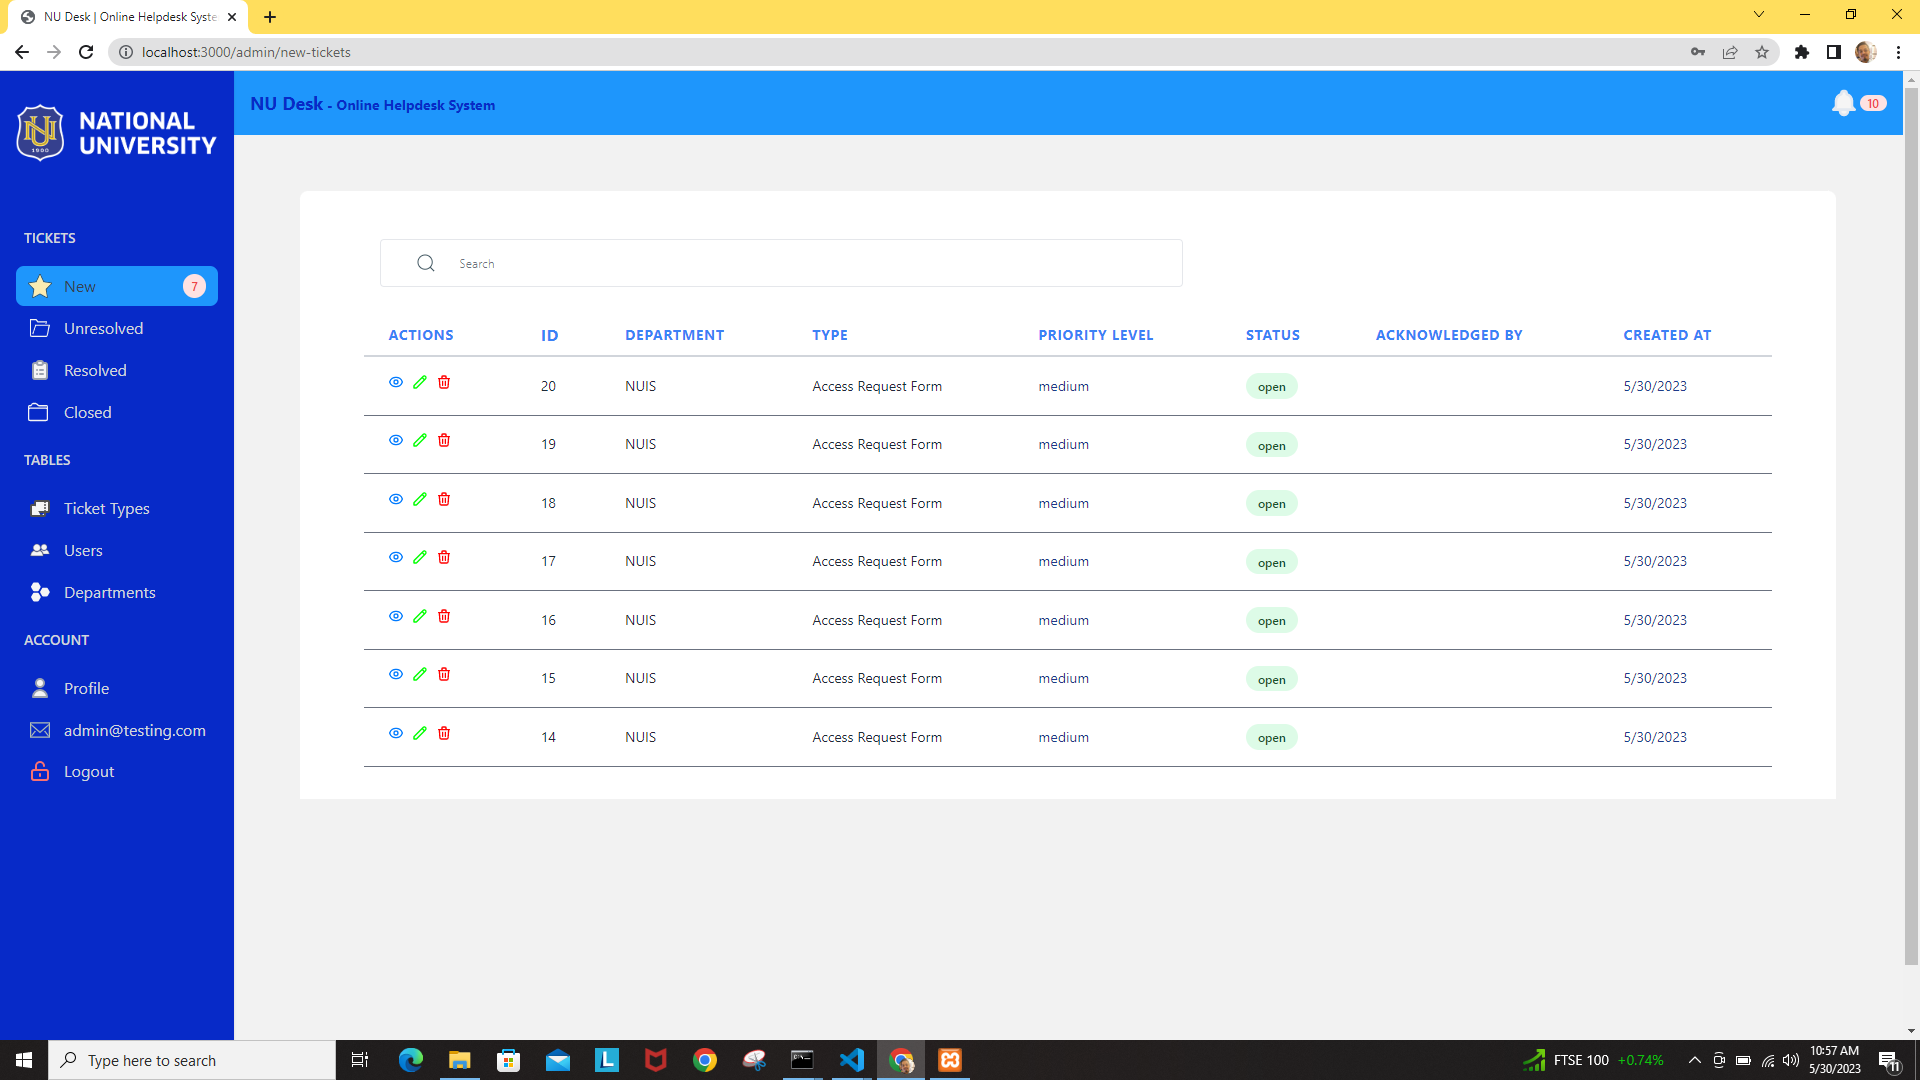 NU Desk | Online Helpdesk Syste
localhost:3000/admin/new-tickets
NATIONAL
UNIVERSITY
1900
NU Desk - Online Helpdesk System
10
TICKETS
New 7
Unresolved
Resolved
Closed
TABLES
Ticket Types
Users
Departments
ACCOUNT
Profile
admin@testing.com
Logout
Search
ACTIONS ID DEPARTMENT TYPE PRIORITY LEVEL STATUS ACKNOWLEDGED BY CREATED AT
20 NUIS Access Request Form medium open 5/30/2023
19 NUIS Access Request Form medium open 5/30/2023
18 NUIS Access Request Form medium open 5/30/2023
17 NUIS Access Request Form medium open 5/30/2023
16 NUIS Access Request Form medium open 5/30/2023
15 NUIS Access Request Form medium open 5/30/2023
14 NUIS Access Request Form medium open 5/30/2023
Type here to search
L
FTSE 100 +0.74%
10:57 AM
5/30/2023
11